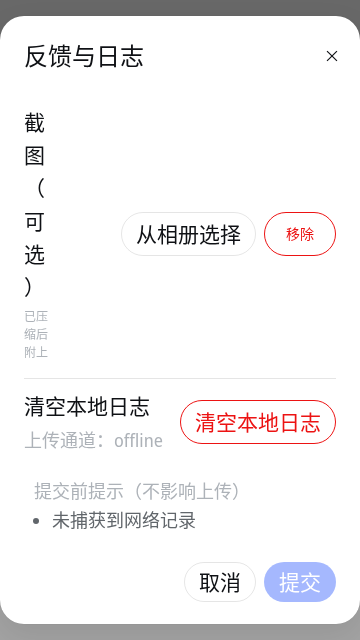 反馈与日志
截
图
（
可
选
）
已压
缩后
附上
从相册选择
移除
清空本地日志
上传通道：offline
清空本地日志
提交前提示（不影响上传）
未捕获到网络记录
取消
提交